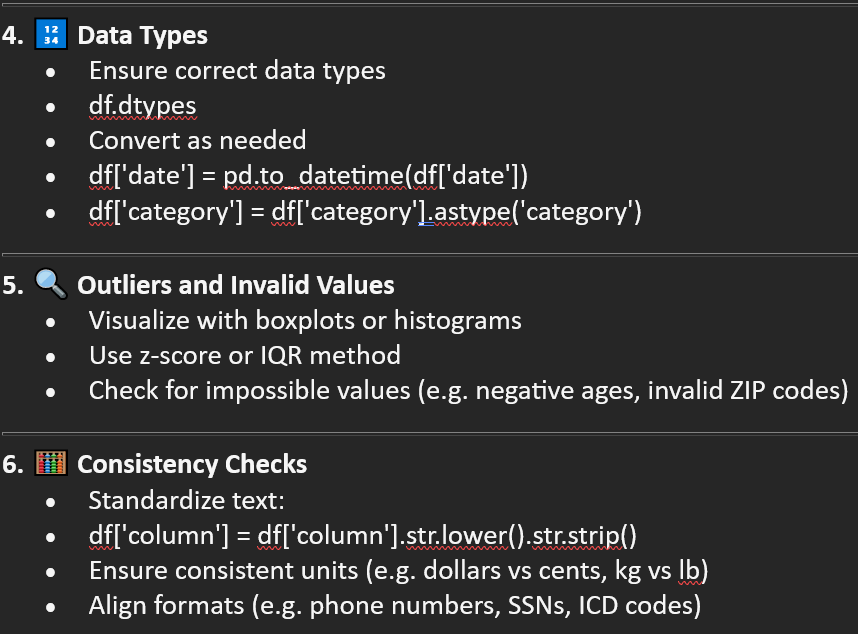 4. 🔢 Data Types
• Ensure correct data types
• df.dtypes
• Convert as needed
• df['date'] = pd.to_datetime(df['date'])
• df['category'] = df['category'].astype('category')
5. 🔍 Outliers and Invalid Values
• Visualize with boxplots or histograms
• Use z-score or IQR method
• Check for impossible values (e.g. negative ages, invalid ZIP codes)
6. 🧮 Consistency Checks
• Standardize text:
• df['column'] = df['column'].str.lower().str.strip()
• Ensure consistent units (e.g. dollars vs cents, kg vs lb)
• Align formats (e.g. phone numbers, SSNs, ICD codes)